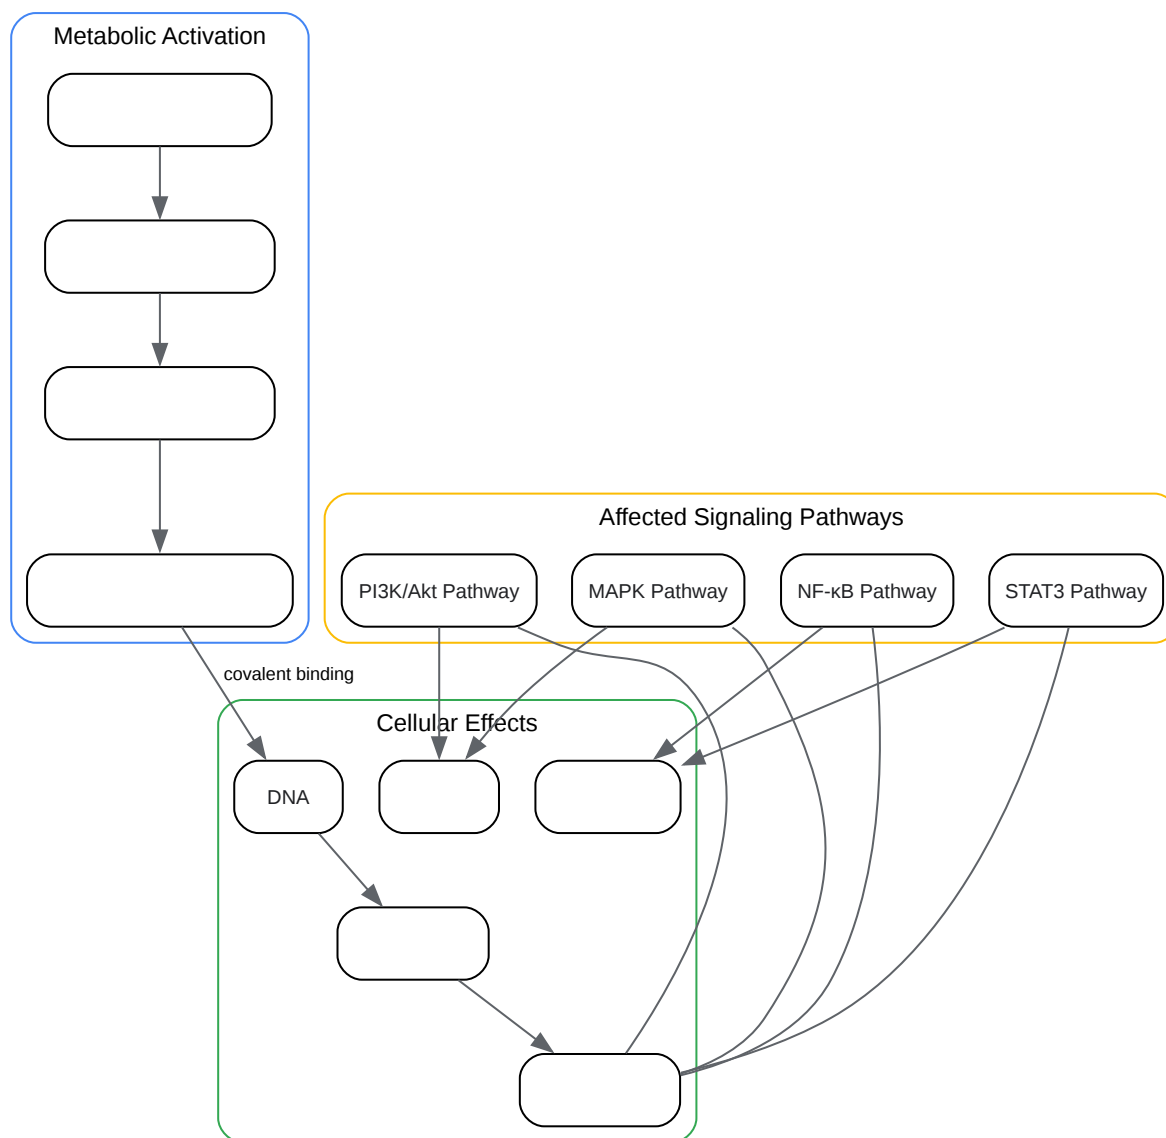 Metabolic Activation
Affected Signaling Pathways
PI3K/Akt Pathway
MAPK Pathway
NF-κB Pathway
STAT3 Pathway
covalent binding
Cellular Effects
DNA